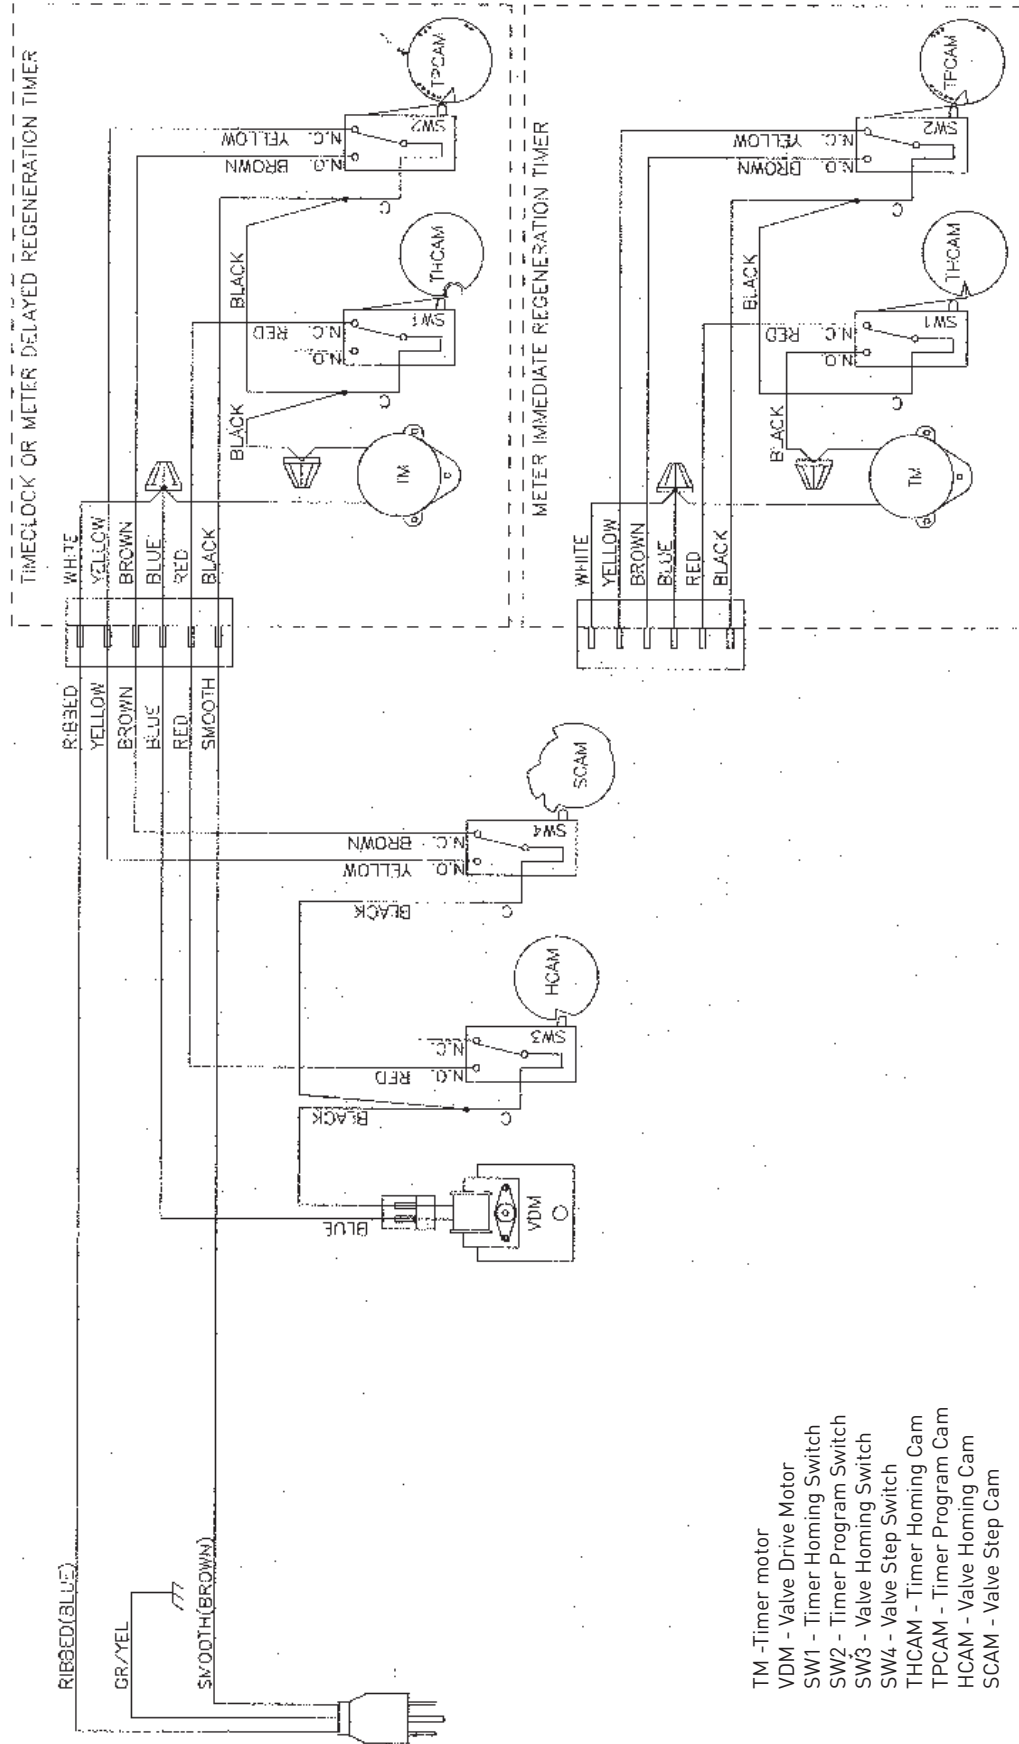 TIMECLOCK OR METER DELAYED REGENERATION TIMER
WHITE
YELLOW
BROWN
BLUE
RED
BLACK
BLACK
BLACK
TM
C
N.O.
N.C.
RED
SW1
THCAM
C
BROWN
YELLOW
N.O.
N.C.
SW2
TPCAM
METER IMMEDIATE REGENERATION TIMER
WHITE
YELLOW
BROWN
BLUE
RED
BLACK
BLACK
BLACK
TM
C
N.O.
N.C.
RED
SW1
THCAM
C
BROWN
YELLOW
N.O.
N.C.
SW2
TPCAM
RIBBED
YELLOW
BROWN
BLUE
RED
SMOOTH
BROWN
YELLOW
N.C.
N.O.
SW4
SCAM
BLACK
C
HCAM
SW3
N.C.
N.O.
RED
BLACK
C
BLUE
VDM
RIBBED(BLUE)
GR/YEL
SMOOTH(BROWN)
TM -Timer motor
VDM - Valve Drive Motor
SW1 - Timer Homing Switch
SW2 - Timer Program Switch
SW3 - Valve Homing Switch
SW4 - Valve Step Switch
THCAM - Timer Homing Cam
TPCAM - Timer Program Cam
HCAM - Valve Homing Cam
SCAM - Valve Step Cam